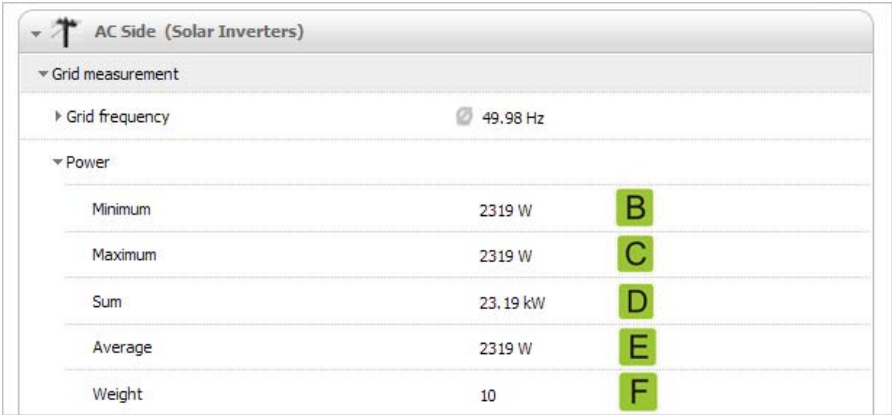 AC Side (Solar Inverters)
Grid measurement
Grid frequency Ø 49.98 Hz
Power
Minimum 2319 W B
Maximum 2319 W C
Sum 23.19 kW D
Average 2319 W E
Weight 10 F